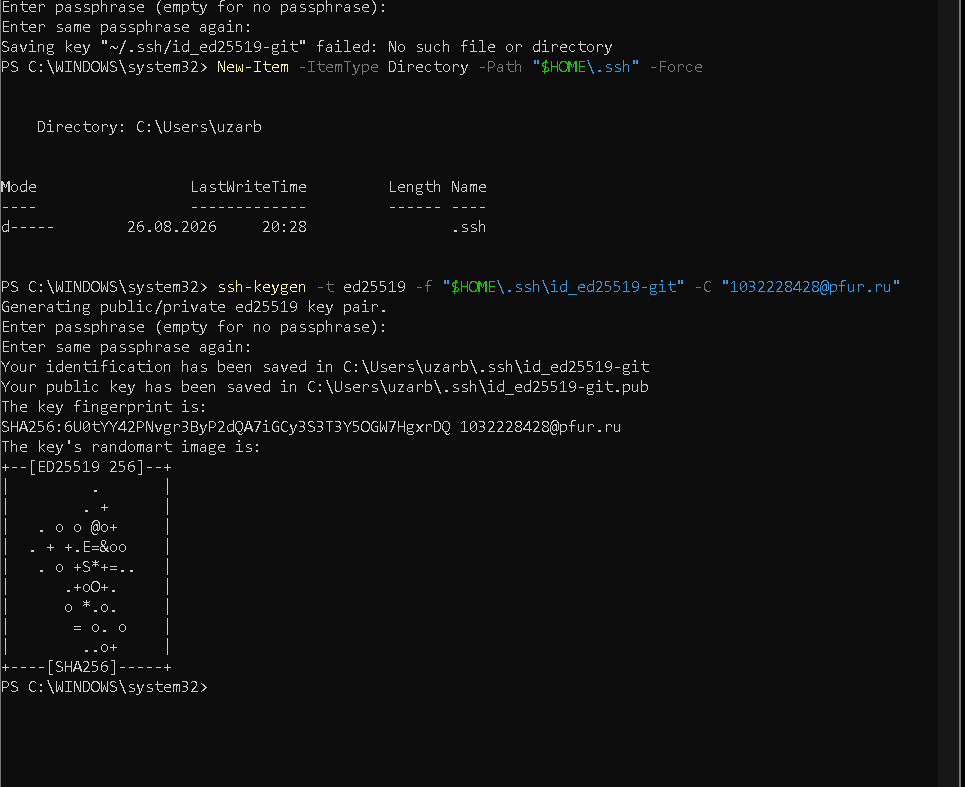 Enter passphrase (empty for no passphrase):
Enter same passphrase again:
Saving key "~/.ssh/id_ed25519-git" failed: No such file or directory
PS C:\WINDOWS\system32> New-Item -ItemType Directory -Path "$HOME\.ssh" -Force
    Directory: C:\Users\uzarb
Mode                 LastWriteTime         Length Name
----                 -------------         ------ ----
d-----        26.08.2026     20:28                .ssh
PS C:\WINDOWS\system32> ssh-keygen -t ed25519 -f "$HOME\.ssh\id_ed25519-git" -C "1032228428@pfur.ru"
Generating public/private ed25519 key pair.
Enter passphrase (empty for no passphrase):
Enter same passphrase again:
Your identification has been saved in C:\Users\uzarb\.ssh\id_ed25519-git
Your public key has been saved in C:\Users\uzarb\.ssh\id_ed25519-git.pub
The key fingerprint is:
SHA256:6U0tYY42PNvgr3ByP2dQA7iGCy3S3T3Y5OGW7HgxrDQ 1032228428@pfur.ru
The key's randomart image is:
+--[ED25519 256]--+
|         .       |
|        . +      |
|   . o o @o+     |
|  . + +.E=&oo    |
|   . o +S*+=..   |
|      .+oO+.     |
|      o *.o.     |
|       = o. o    |
|        ..o+     |
+----[SHA256]-----+
PS C:\WINDOWS\system32>